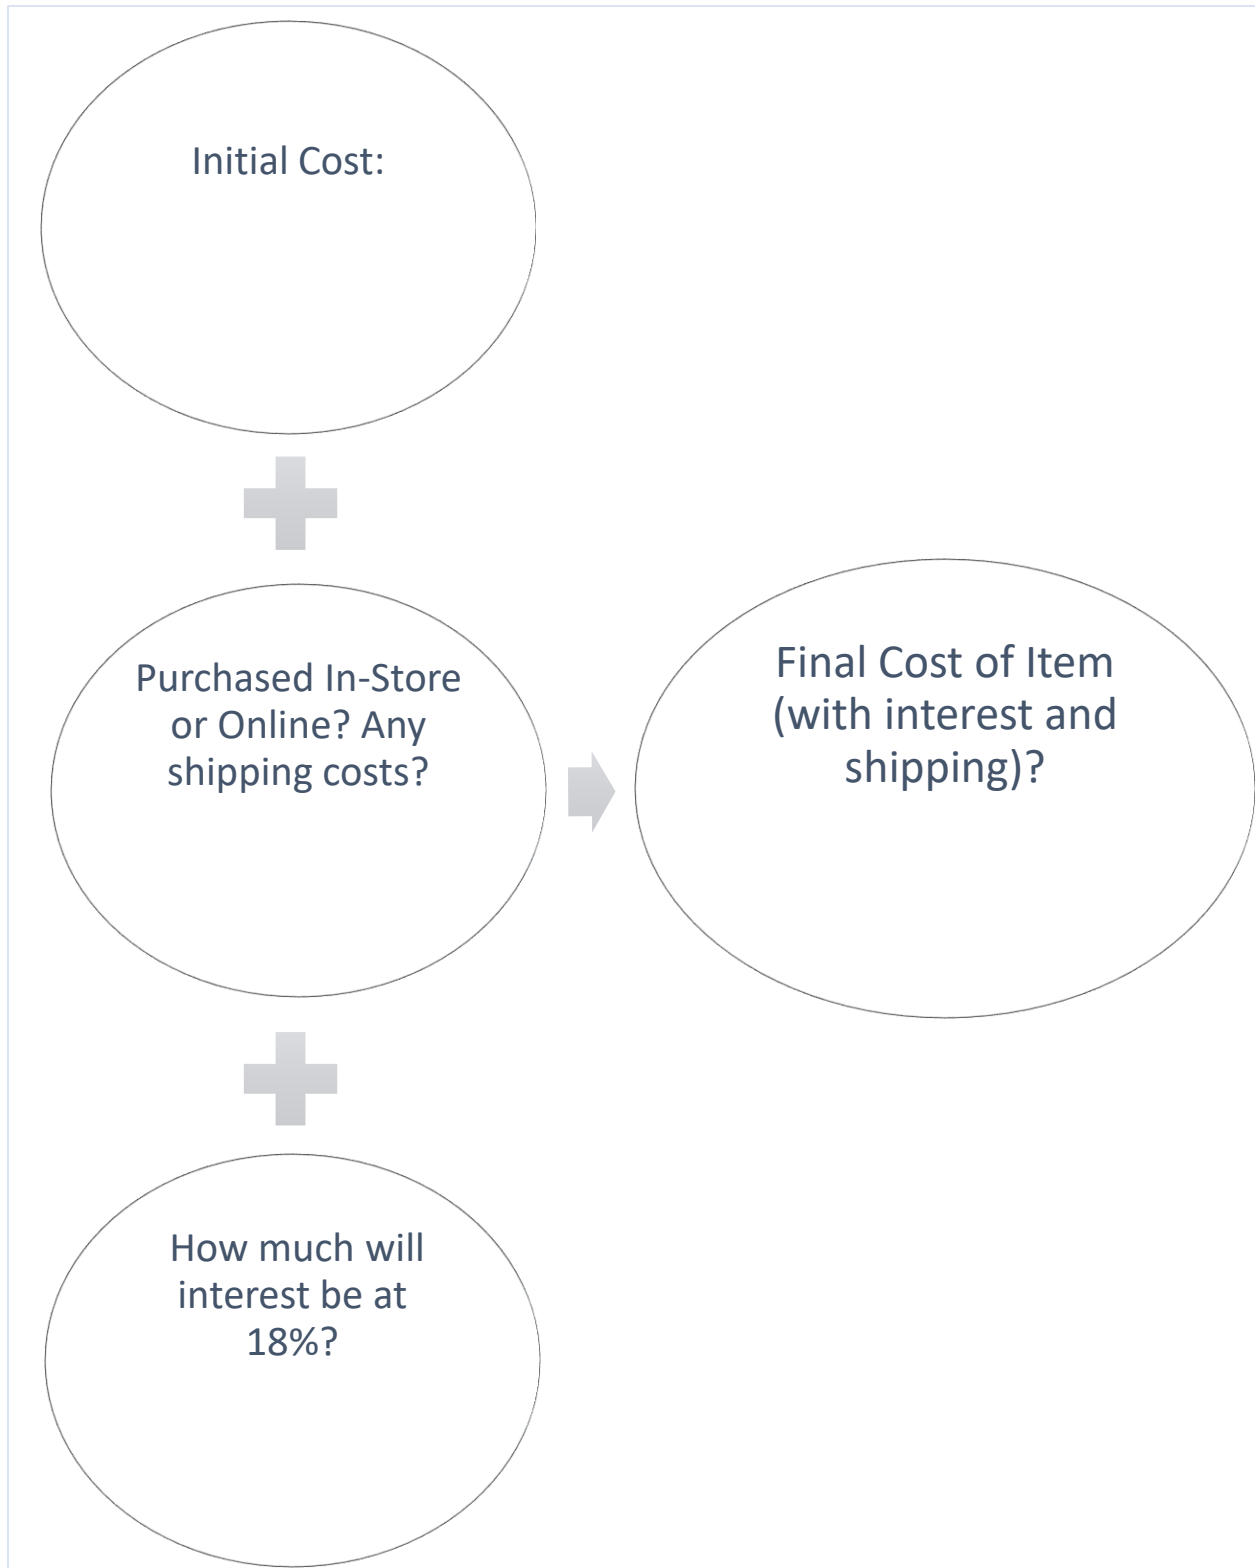 Initial Cost:
Purchased In-Store
or Online? Any
shipping costs?
Final Cost of Item
(with interest and
shipping)?
How much will
interest be at
18%?